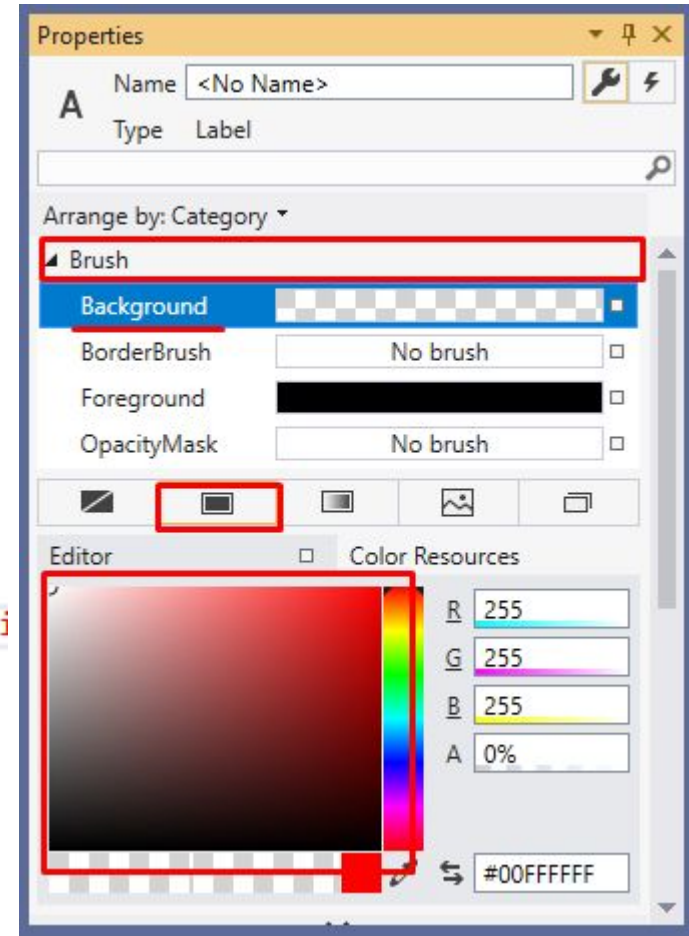 Properties
Name <No Name>
A
Type Label
Arrange by: Category
Brush
Background
BorderBrush No brush
Foreground
OpacityMask No brush
Editor Color Resources
R 255
G 255
B 255
A 0%
#00FFFFFF
i